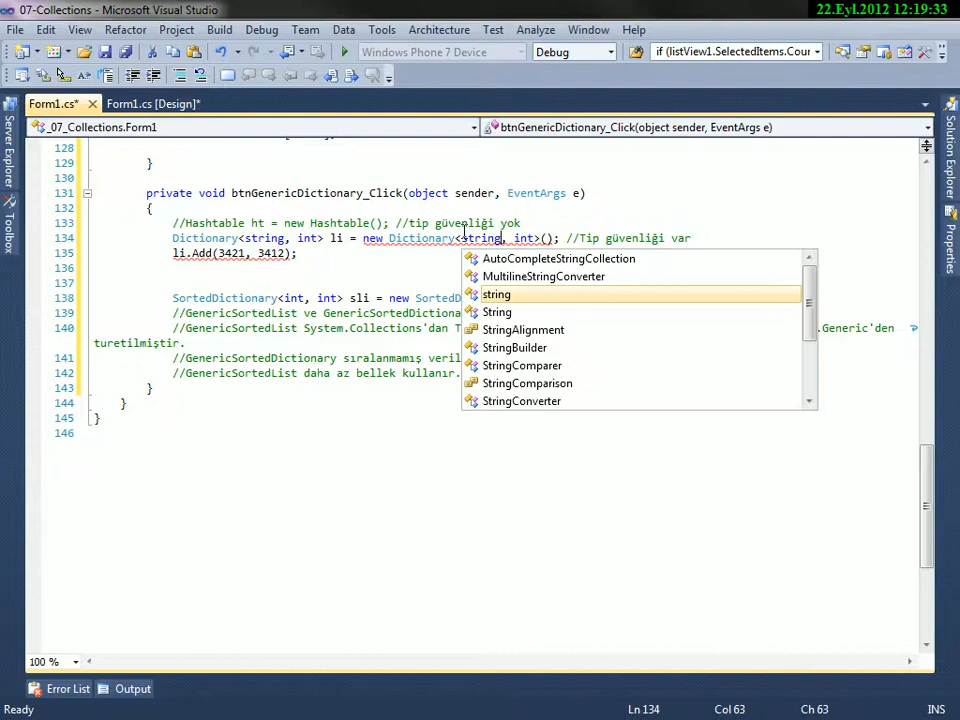 07-Collections - Microsoft Visual Studio
22.Eyl.2012 12:19:33
File Edit View Refactor Project Build Debug Team Data Tools Architecture Test Analyze Window Help
Windows Phone 7 Device Debug if (listView1.SelectedItems.Cour
Form1.cs* Form1.cs [Design]*
_07_Collections.Form1 btnGenericDictionary_Click(object sender, EventArgs e)
Server Explorer
Toolbox
Solution Explorer
Properties
128
129 }
130
131 private void btnGenericDictionary_Click(object sender, EventArgs e)
132 {
133 //Hashtable ht = new Hashtable(); //tip güvenliği yok
134 Dictionary<string, int> li = new Dictionary<string, int>(); //Tip güvenliği var
135 li.Add(3421, 3412);
136
137
138 SortedDictionary<int, int> sli = new SortedD
139 //GenericSortedList ve GenericSortedDictiona
140 //GenericSortedList System.Collections'dan T .Generic'den
turetilmiştir.
141 //GenericSortedDictionary sıralanmamış veril
142 //GenericSortedList daha az bellek kullanır.
143 }
144 }
145 }
146
AutoCompleteStringCollection
MultilineStringConverter
string
String
StringAlignment
StringBuilder
StringComparer
StringComparison
StringConverter
100 %
Error List Output
Ready Ln 134 Col 63 Ch 63 INS